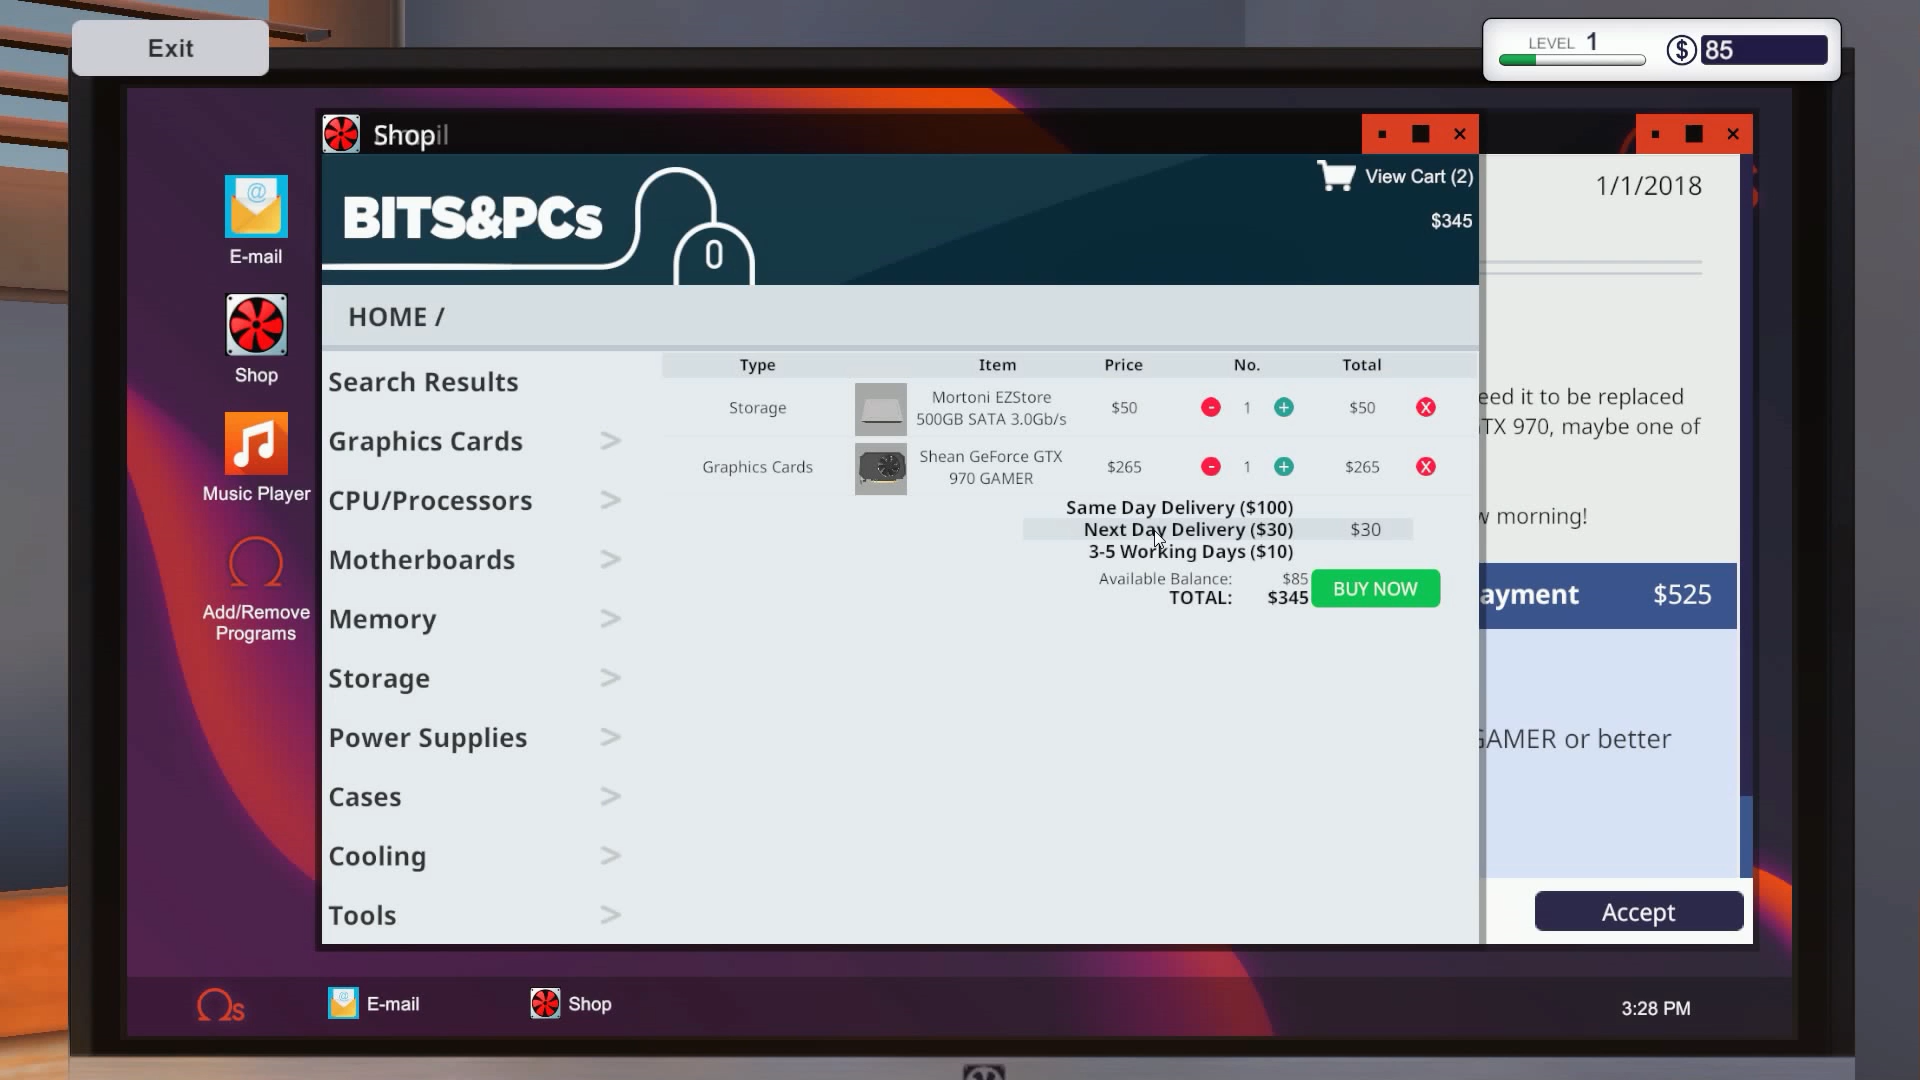 Exit
LEVEL 1
$ 85
Shop
BITS&PCs
View Cart (2)
$345
1/1/2018
HOME /
Search Results
Graphics Cards >
CPU/Processors >
Motherboards >
Memory >
Storage >
Power Supplies >
Cases >
Cooling >
Tools >
Type Item Price No. Total
Storage
Mortoni EZStore
500GB SATA 3.0Gb/s
$50 - 1 + $50 X
Graphics Cards
Shean GeForce GTX
970 GAMER
$265 - 1 + $265 X
Same Day Delivery ($100)
Next Day Delivery ($30) $30
3-5 Working Days ($10)
Available Balance: $85
TOTAL: $345
BUY NOW
eed it to be replaced
TX 970, maybe one of
morning!
ayment $525
GAMER or better
Accept
E-mail
Shop
Music Player
Add/Remove
Programs
Ωs
E-mail
Shop
3:28 PM